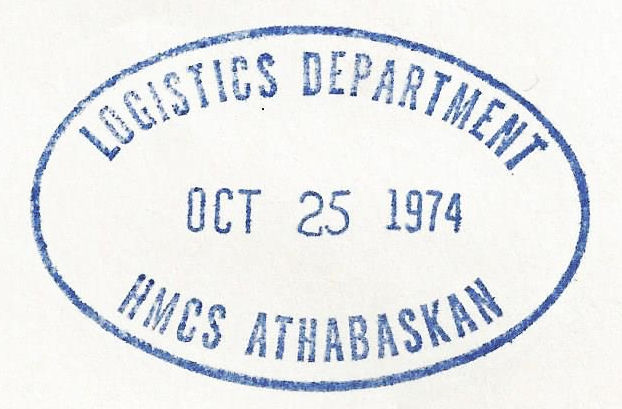 LOGISTICS DEPARTMENT
OCT 25 1974
HMCS ATHABASKAN